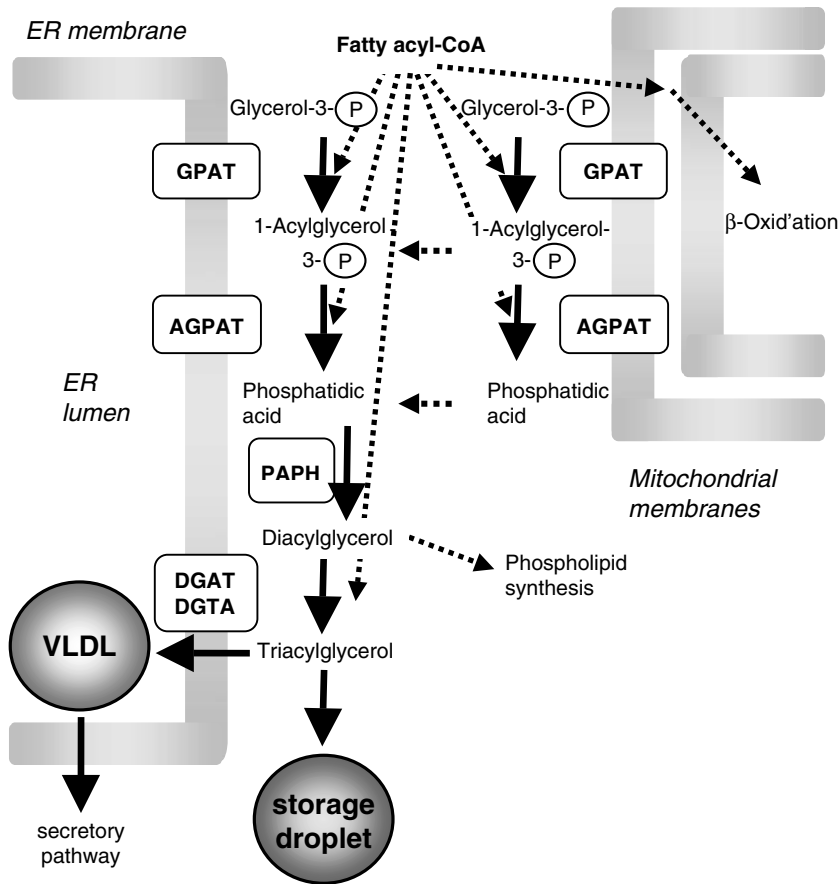 ER membrane
Fatty acyl-CoA
Glycerol-3- P
Glycerol-3- P
GPAT
GPAT
β-Oxid'ation
1-Acylglycerol
3- P
1-Acylglycerol-
3- P
AGPAT
AGPAT
ER
lumen
Phosphatidic
acid
Phosphatidic
acid
PAPH
Mitochondrial
membranes
Diacylglycerol
Phospholipid
synthesis
DGAT
DGTA
VLDL
Triacylglycerol
storage
droplet
secretory
pathway